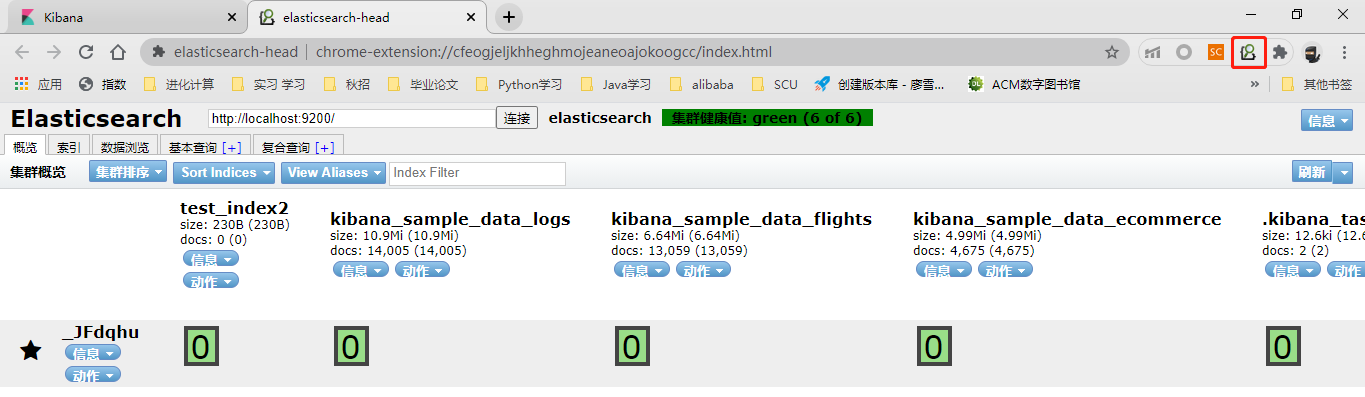 Kibana
elasticsearch-head
elasticsearch-head | chrome-extension://cfeogjeljkhheghmojeaneoajokoogcc/index.html
SC
应用 指数 进化计算 实习 学习 秋招 毕业论文 Python学习 Java学习 alibaba SCU 创建版本库 - 廖雪... ACM数字图书馆 » 其他书签
Elasticsearch http://localhost:9200/ 连接 elasticsearch 集群健康值: green (6 of 6) 信息
概览 索引 数据浏览 基本查询 [+] 复合查询 [+]
集群概览 集群排序 Sort Indices View Aliases Index Filter 刷新
test_index2
size: 230B (230B)
docs: 0 (0)
信息
动作
kibana_sample_data_logs
size: 10.9Mi (10.9Mi)
docs: 14,005 (14,005)
信息 动作
kibana_sample_data_flights
size: 6.64Mi (6.64Mi)
docs: 13,059 (13,059)
信息 动作
kibana_sample_data_ecommerce
size: 4.99Mi (4.99Mi)
docs: 4,675 (4,675)
信息 动作
.kibana_tas
size: 12.6ki (12.6
docs: 2 (2)
信息 动作
_JFdqhu
信息
动作
0 0 0 0 0